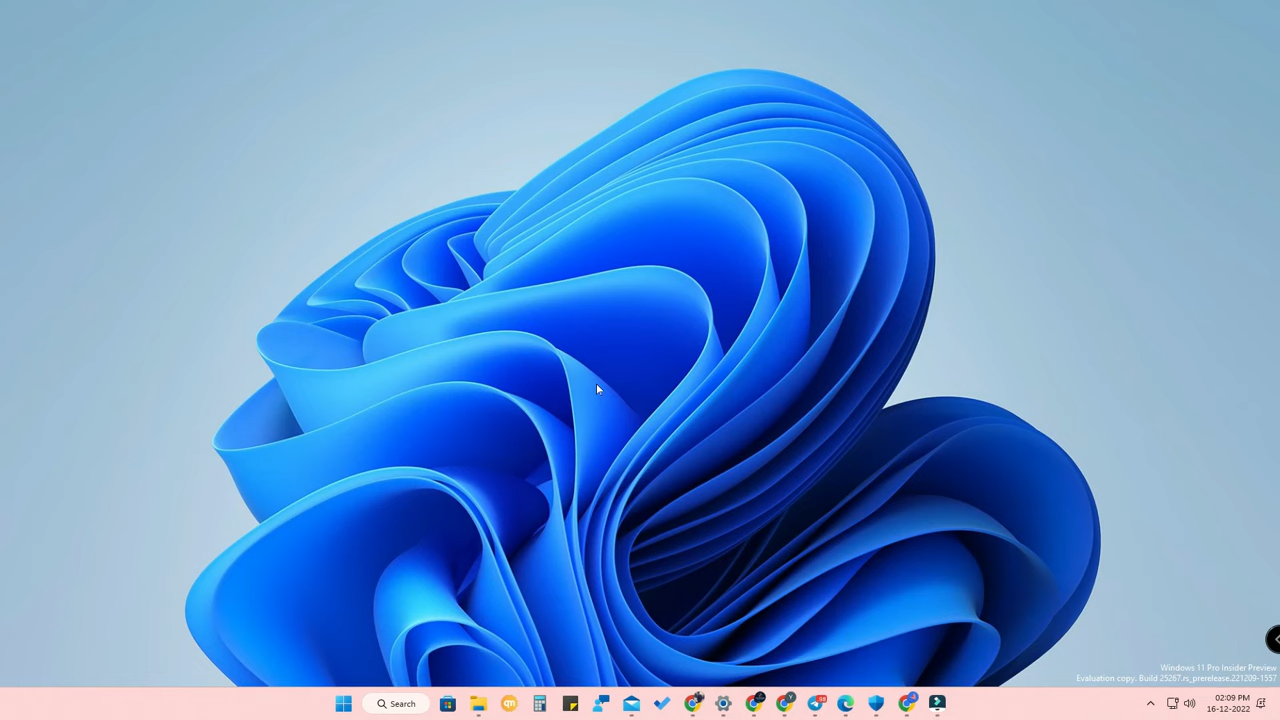 Windows 11 Pro Insider Preview
Evaluation copy. Build 25267.rs_prerelease.221209-1557
Search
02:09 PM
16-12-2022